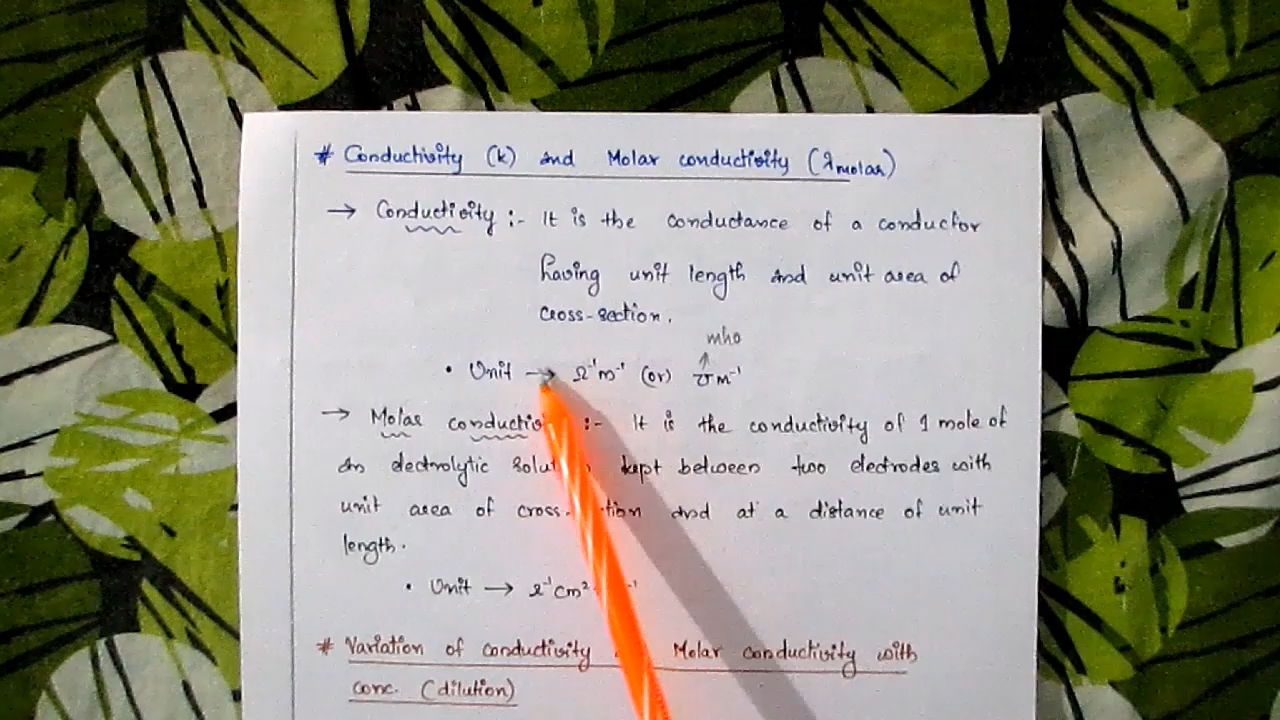 # Conductivity (k) and Molar conductivity (λmolar)
→ Conductivity :- It is the conductance of a conductor
having unit length and unit area of
cross-section.
mho
• Unit → Ω⁻¹m⁻¹ (or) ℧m⁻¹
→ Molar :- It is the conductivity of 1 mole of
an electrolytic kept between two electrodes with
unit area of and at a distance of unit
length.
• Unit → Ω⁻¹cm²
# Variation of conductivity Molar conductivity with
conc. (dilution)